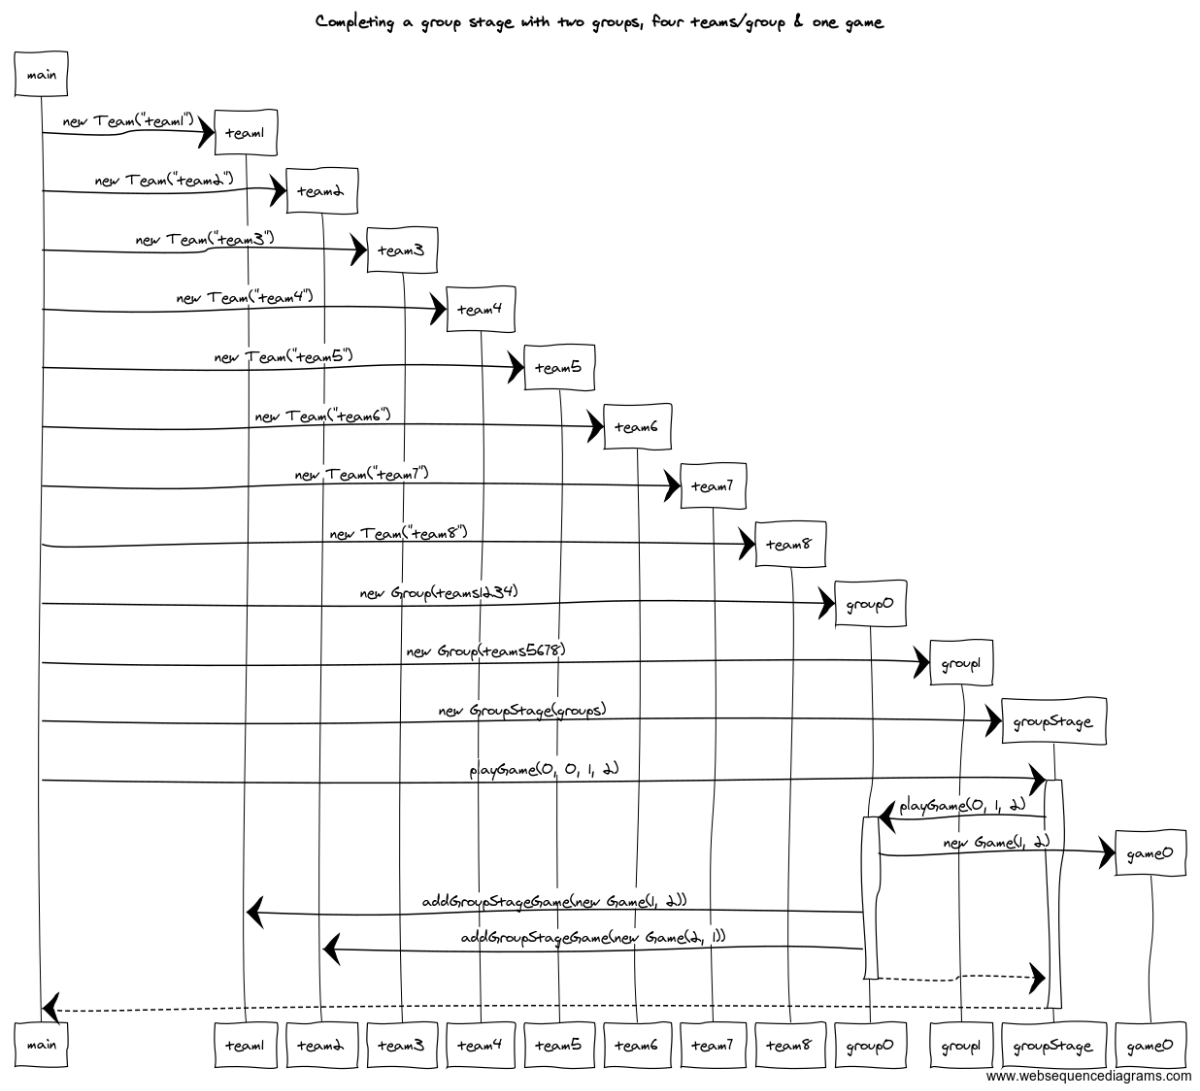 Completing a group stage with two groups, four teams/group & one game
main
new Team("team1")
team1
new Team("team2")
team2
new Team("team3")
team3
new Team("team4")
team4
new Team("team5")
team5
new Team("team6")
team6
new Team("team7")
team7
new Team("team8")
team8
new Group(teams1234)
group0
new Group(teams5678)
group1
new GroupStage(groups)
groupStage
playGame(0, 0, 1, 2)
playGame(0, 1, 2)
new Game(1, 2)
game0
addGroupStageGame(new Game(1, 2))
addGroupStageGame(new Game(2, 1))
main team1 team2 team3 team4 team5 team6 team7 team8 group0 group1 groupStage game0
www.websequencediagrams.com